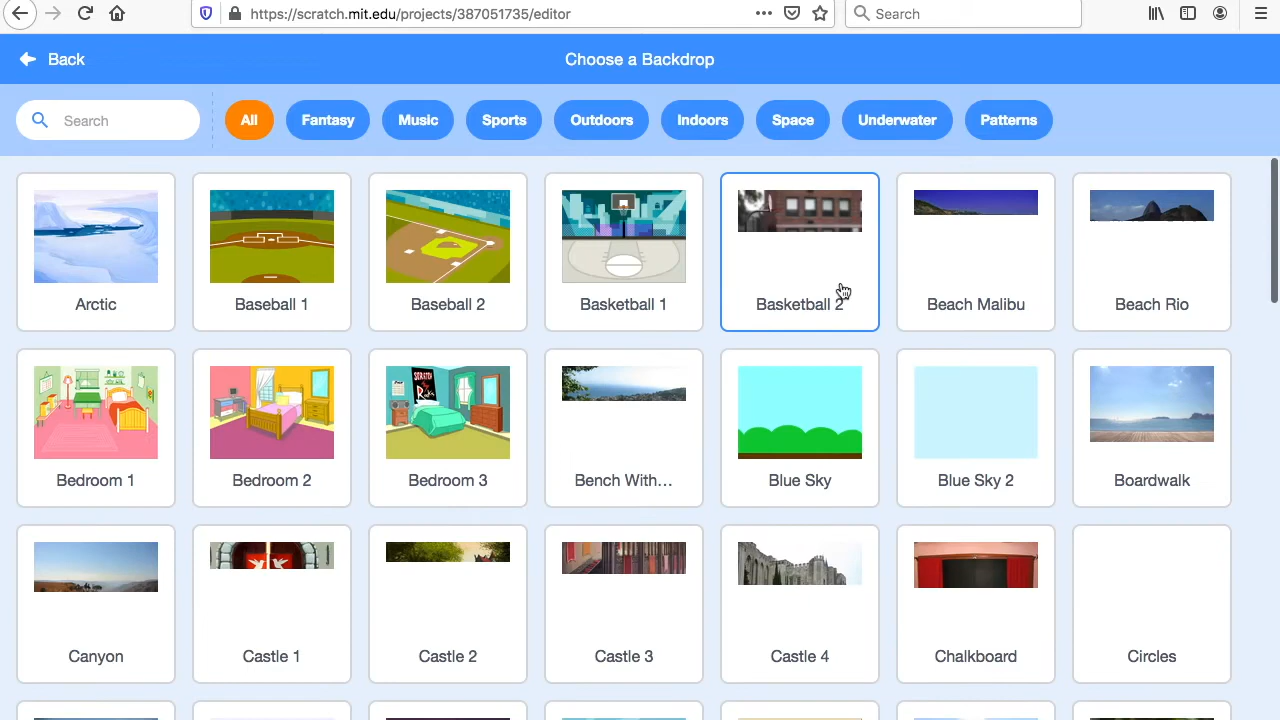 https://scratch.mit.edu/projects/387051735/editor
Search
Back
Choose a Backdrop
Search
All
Fantasy
Music
Sports
Outdoors
Indoors
Space
Underwater
Patterns
Arctic
Baseball 1
Baseball 2
Basketball 1
Basketball 2
Beach Malibu
Beach Rio
Bedroom 1
Bedroom 2
Bedroom 3
Bench With...
Blue Sky
Blue Sky 2
Boardwalk
Canyon
Castle 1
Castle 2
Castle 3
Castle 4
Chalkboard
Circles